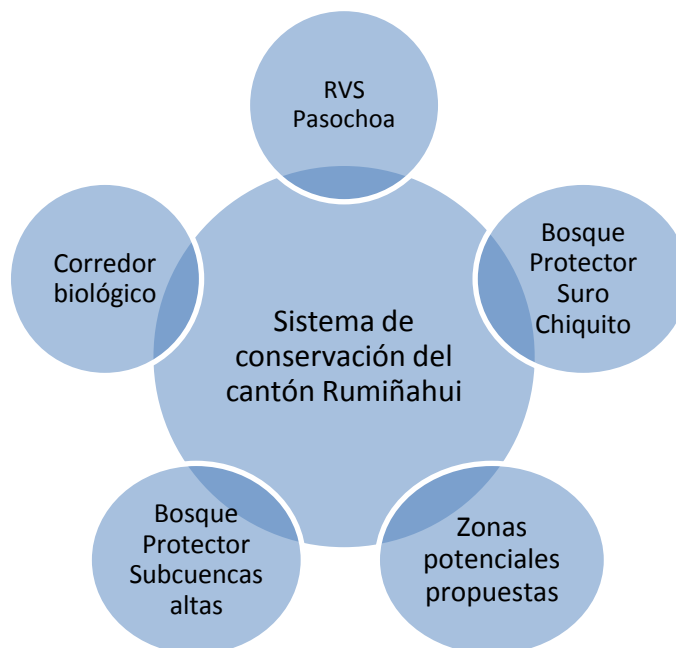 RVS
Pasochoa
Bosque
Protector
Suro
Chiquito
Corredor
biológico
Sistema de
conservación del
cantón Rumiñahui
Bosque
Protector
Subcuencas
altas
Zonas
potenciales
propuestas